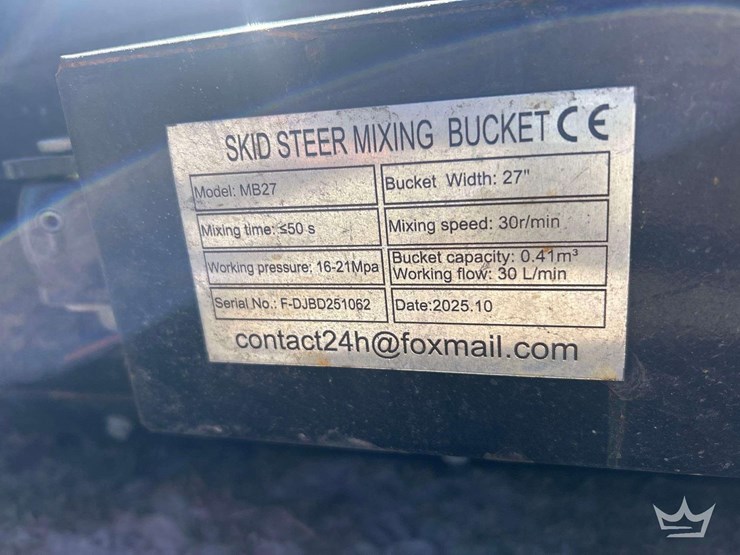 SKID STEER MIXING BUCKET CE
Model: MB27
Bucket Width: 27"
Mixing time: ≤50 s
Mixing speed: 30r/min
Working pressure: 16-21Mpa
Bucket capacity: 0.41m³
Working flow: 30 L/min
Serial No.: F-DJBD251062
Date:2025.10
contact24h@foxmail.com